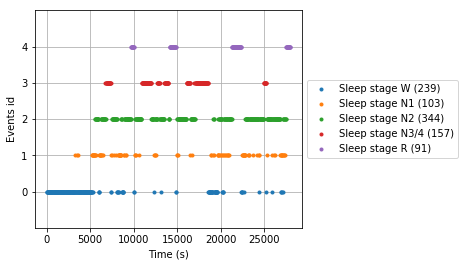 4
3
2
1
0
Events id
0
5000
10000
15000
20000
25000
Time (s)
Sleep stage W (239)
Sleep stage N1 (103)
Sleep stage N2 (344)
Sleep stage N3/4 (157)
Sleep stage R (91)